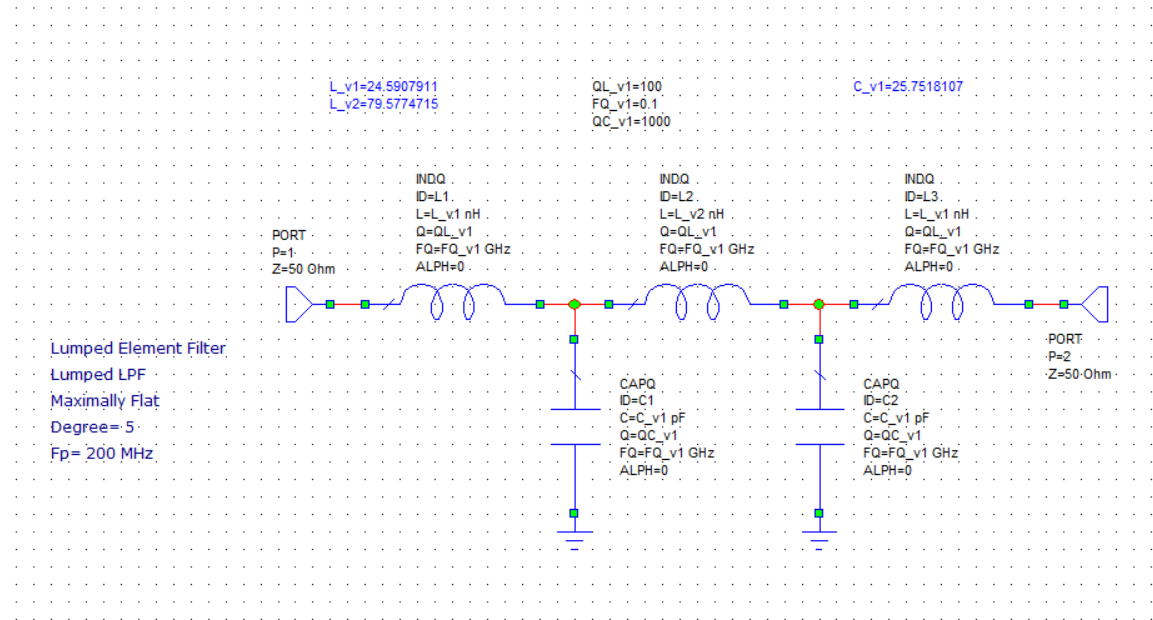 L_v1=24.5907911
L_v2=79.5774715
QL_v1=100
FQ_v1=0.1
QC_v1=1000
C_v1=25.7518107
INDQ
ID=L1
L=L_v1 nH
Q=QL_v1
FQ=FQ_v1 GHz
ALPH=0
INDQ
ID=L2
L=L_v2 nH
Q=QL_v1
FQ=FQ_v1 GHz
ALPH=0
INDQ
ID=L3
L=L_v1 nH
Q=QL_v1
FQ=FQ_v1 GHz
ALPH=0
PORT
P=1
Z=50 Ohm
PORT
P=2
Z=50 Ohm
Lumped Element Filter
Lumped LPF
Maximally Flat
Degree= 5
Fp= 200 MHz
CAPQ
ID=C1
C=C_v1 pF
Q=QC_v1
FQ=FQ_v1 GHz
ALPH=0
CAPQ
ID=C2
C=C_v1 pF
Q=QC_v1
FQ=FQ_v1 GHz
ALPH=0